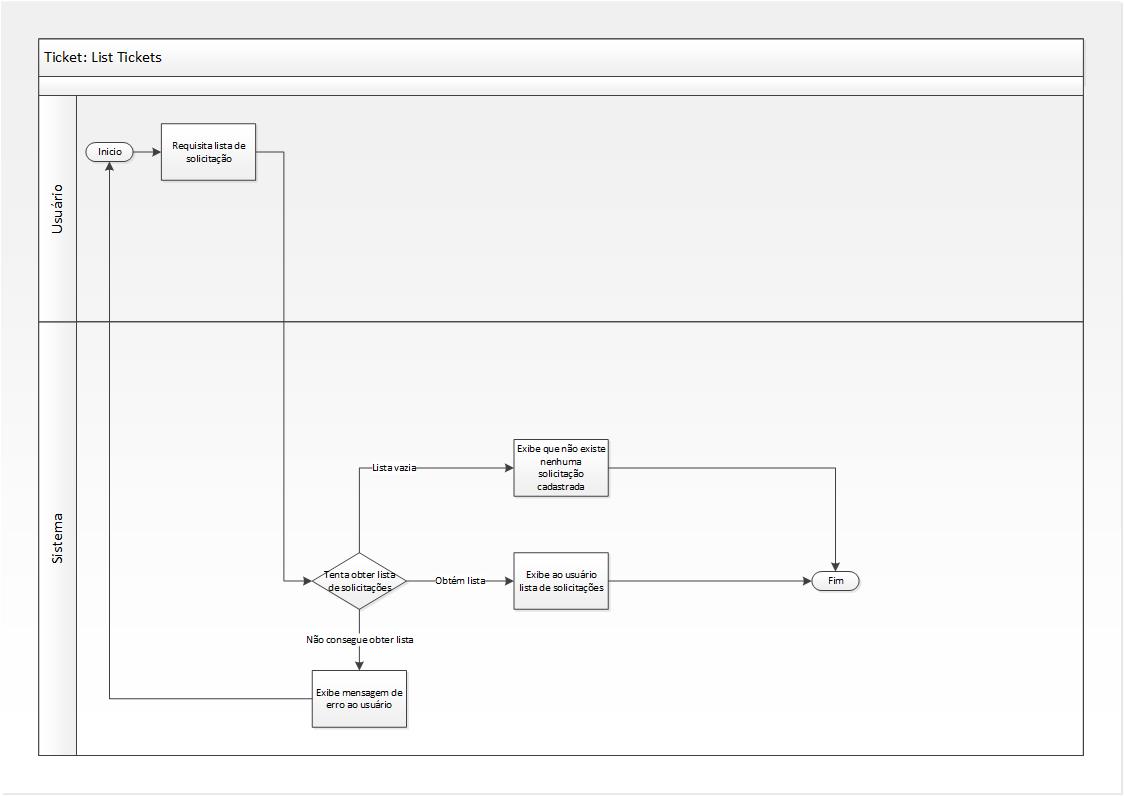 Ticket: List Tickets
Usuário
Inicio
Requisita lista de
solicitação
Sistema
Lista vazia
Exibe que não existe
nenhuma
solicitação
cadastrada
Tenta obter lista
de solicitações
Obtém lista
Exibe ao usuário
lista de solicitações
Fim
Não consegue obter lista
Exibe mensagem de
erro ao usuário